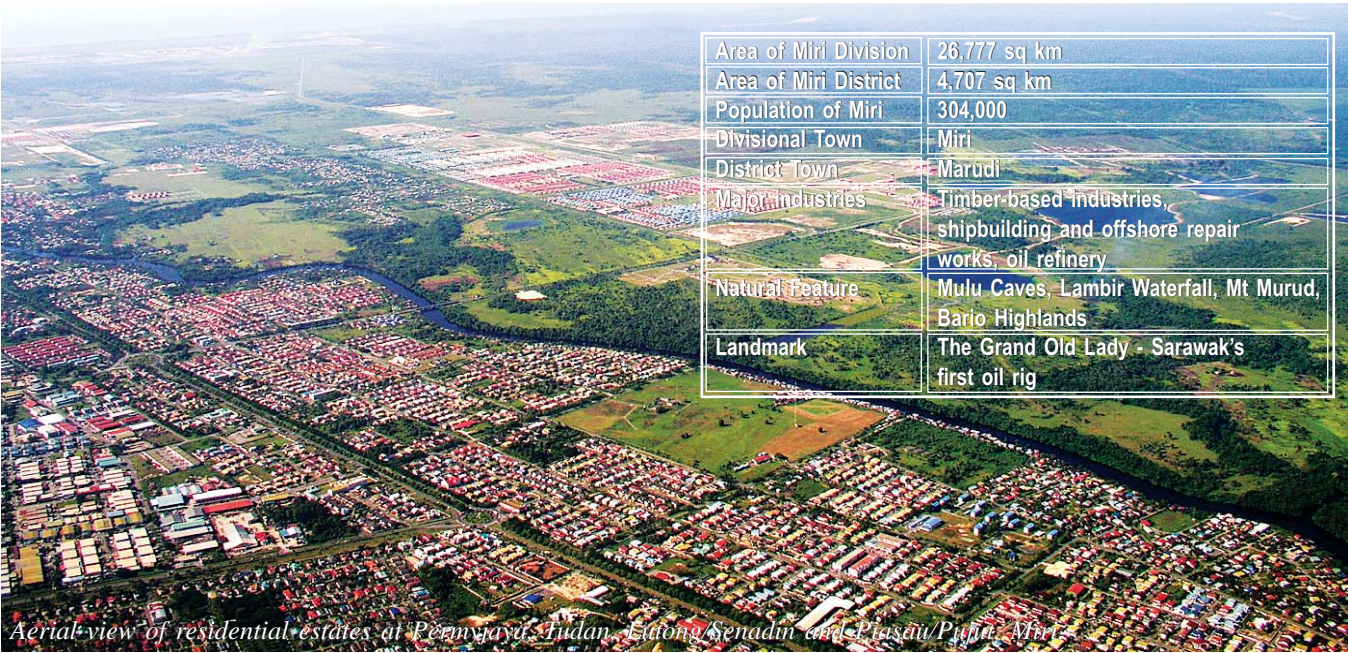 Area of Miri Division 26,777 sq km
Area of Miri District 4,707 sq km
Population of Miri 304,000
Divisional Town Miri
District Town Marudi
Major industries Timber-based industries,
shipbuilding and offshore repair
works, oil refinery
Natural Feature Mulu Caves, Lambir Waterfall, Mt Murud,
Bario Highlands
Landmark The Grand Old Lady - Sarawak's
first oil rig
Aerial view of residential estates at Permyjaya, Tudan, Lutong/Senadin and Piasau/Pujut, Miri.